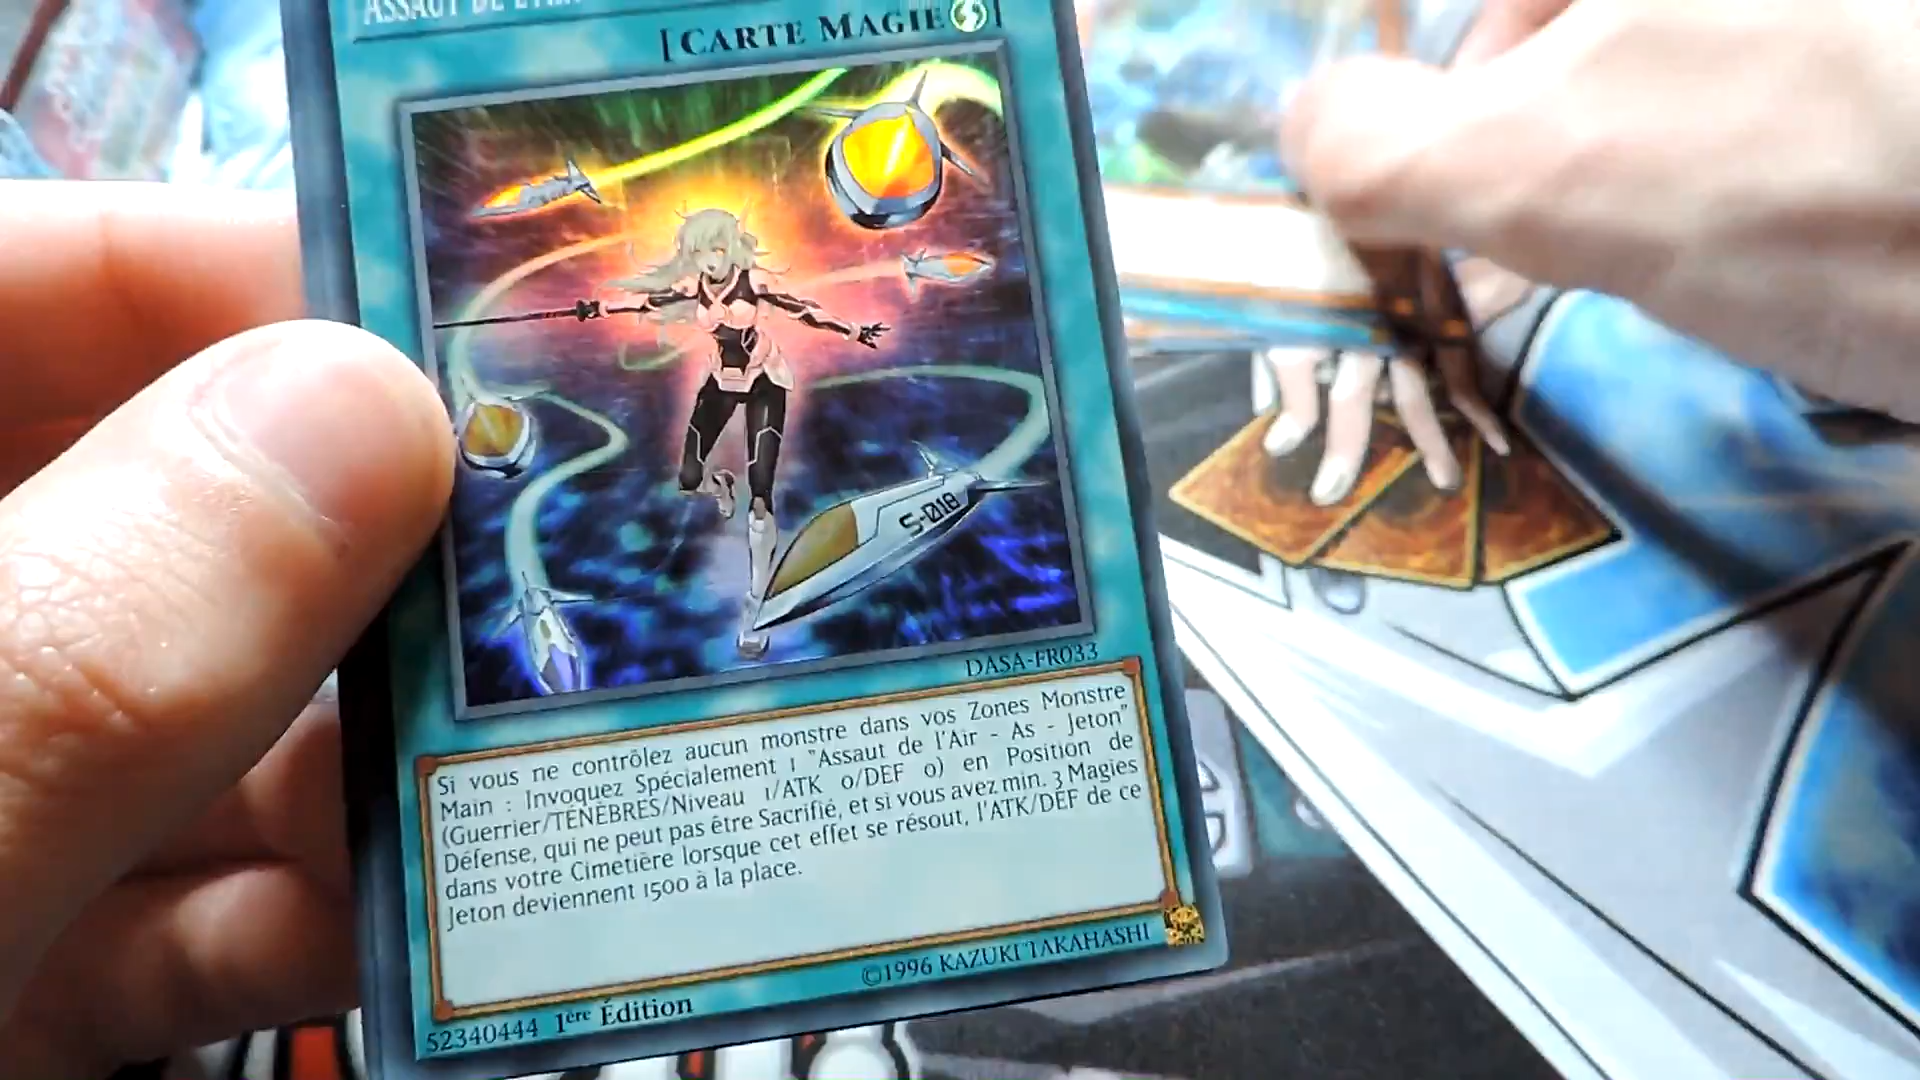 ASSAUT DE
[CARTE MAGIE ]
S-018
DASA-FR033
Si vous ne contrôlez aucun monstre dans vos Zones Monstre
Main : Invoquez Spécialement 1 "Assaut de l'Air - As - Jeton"
(Guerrier/TÉNÈBRES/Niveau 1/ATK 0/DEF 0) en Position de
Défense, qui ne peut pas être Sacrifié, et si vous avez min. 3 Magies
dans votre Cimetière lorsque cet effet se résout, l'ATK/DEF de ce
Jeton deviennent 1500 à la place.
©1996 KAZUKI TAKAHASHI
52340444 1ère Édition